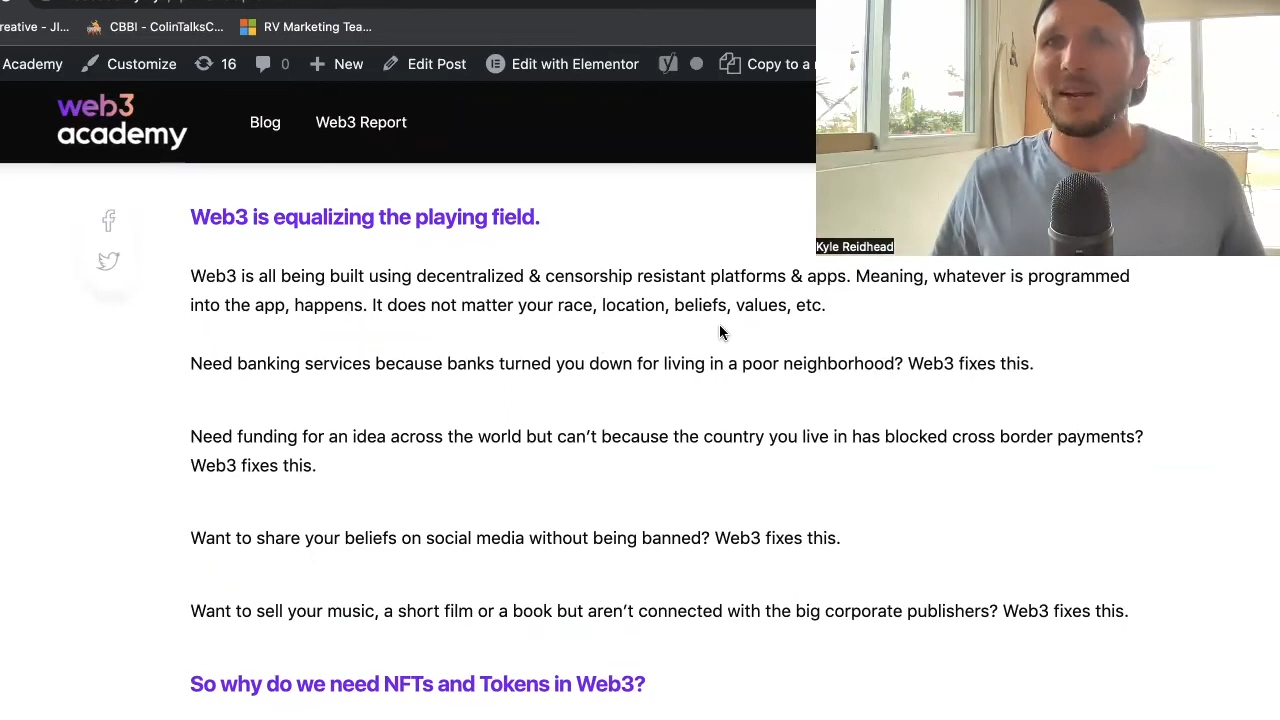 reative - JI...
CBBI - ColinTalksC...
RV Marketing Tea...
Academy
Customize
16
0
New
Edit Post
Edit with Elementor
Copy to a
web3
academy
Blog
Web3 Report
Kyle Reidhead
Web3 is equalizing the playing field.
Web3 is all being built using decentralized & censorship resistant platforms & apps. Meaning, whatever is programmed
into the app, happens. It does not matter your race, location, beliefs, values, etc.
Need banking services because banks turned you down for living in a poor neighborhood? Web3 fixes this.
Need funding for an idea across the world but can’t because the country you live in has blocked cross border payments?
Web3 fixes this.
Want to share your beliefs on social media without being banned? Web3 fixes this.
Want to sell your music, a short film or a book but aren’t connected with the big corporate publishers? Web3 fixes this.
So why do we need NFTs and Tokens in Web3?